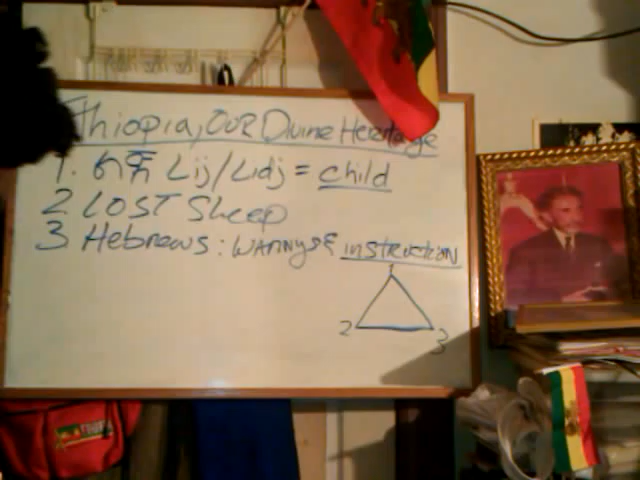 Ethiopia, OUR Divine Heritage
1. ልጅ Lij/Lidj = child
2 LOST Sheep
3 Hebrews: WARNINGS & INSTRUCTION
1
2 3